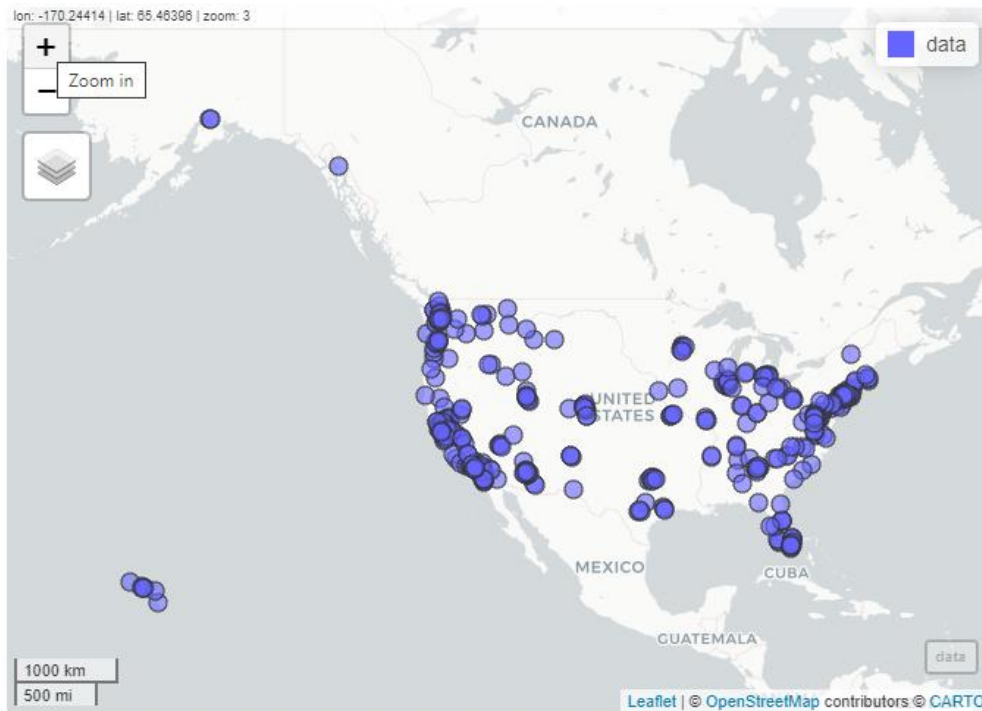 lon: -170.24414 | lat: 65.46396 | zoom: 3
+
Zoom in
−
data
CANADA
UNITED
STATES
MEXICO
CUBA
GUATEMALA
data
1000 km
500 mi
Leaflet | © OpenStreetMap contributors © CARTO